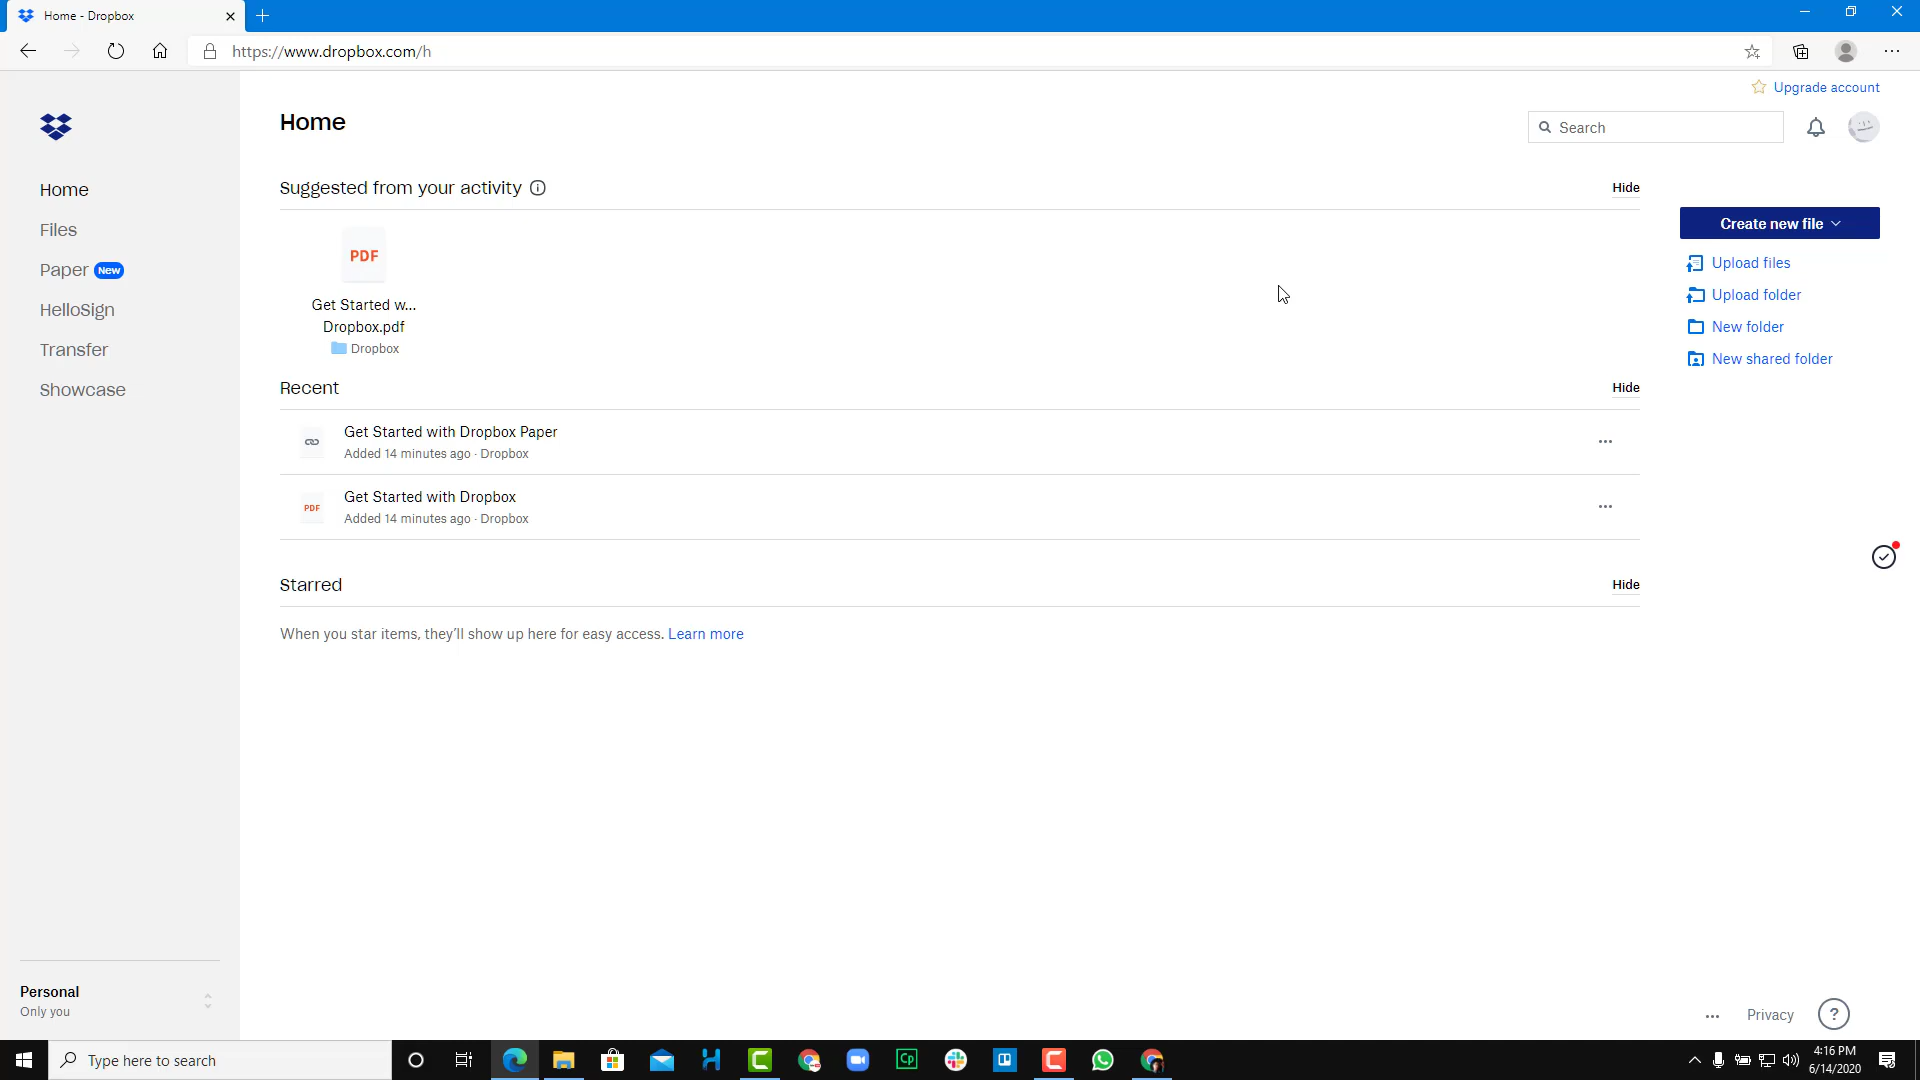 Home - Dropbox
https://www.dropbox.com/h
Upgrade account
Home
Search
Home
Files
Paper New
HelloSign
Transfer
Showcase
Suggested from your activity
Hide
PDF
Get Started w...
Dropbox.pdf
Dropbox
Create new file
Upload files
Upload folder
New folder
New shared folder
Recent
Hide
Get Started with Dropbox Paper
Added 14 minutes ago · Dropbox
PDF
Get Started with Dropbox
Added 14 minutes ago · Dropbox
Starred
Hide
When you star items, they’ll show up here for easy access. Learn more
Personal
Only you
Privacy
?
Type here to search
Cp
4:16 PM
6/14/2020